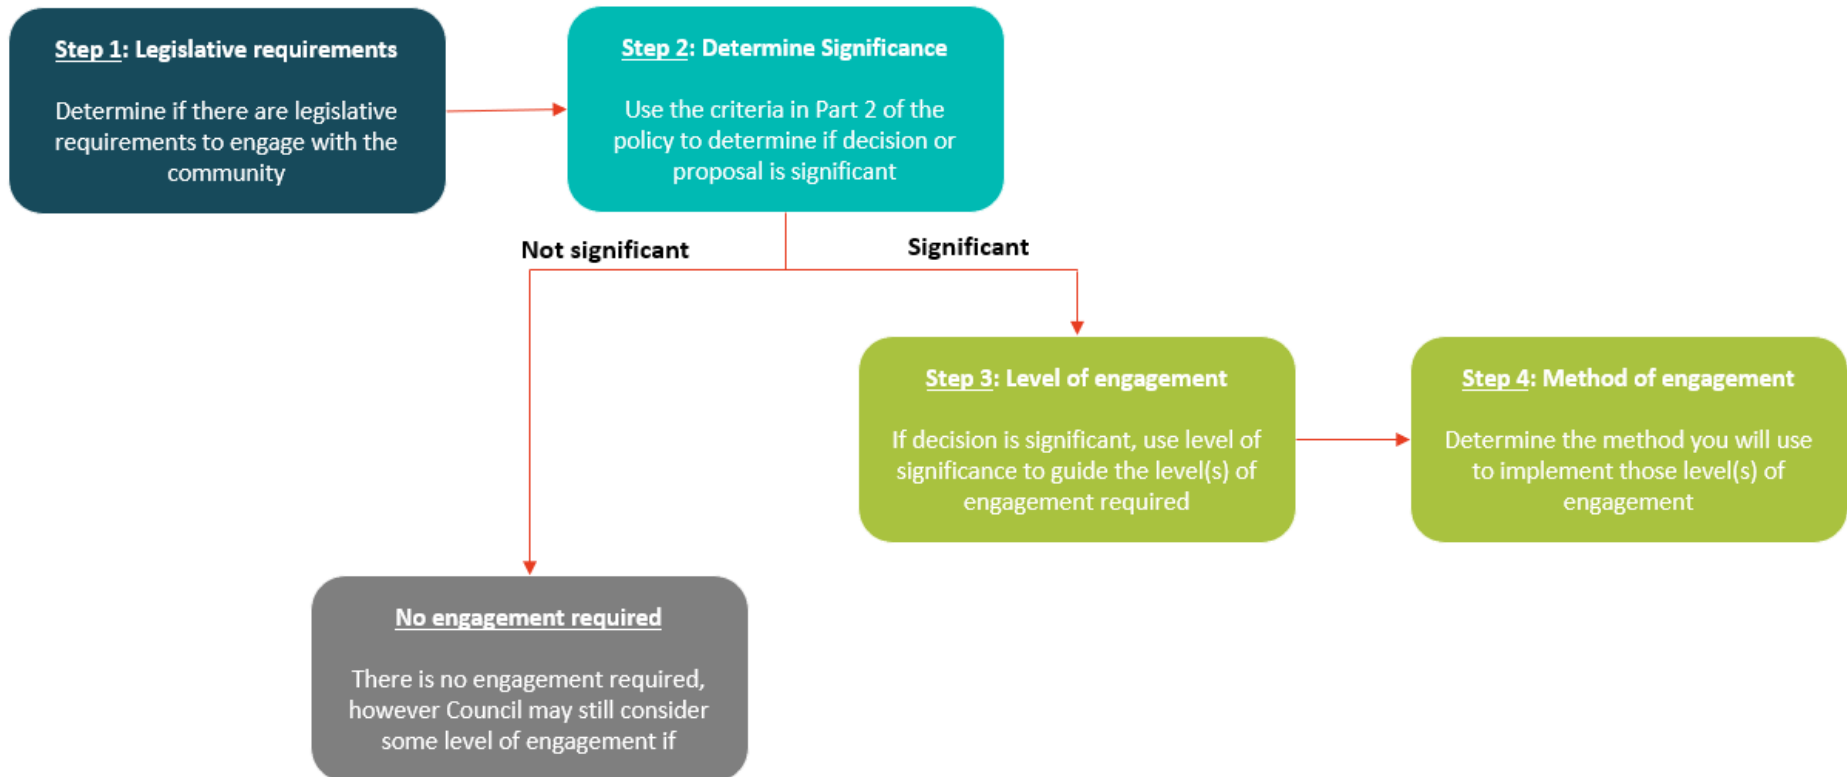 Step 1: Legislative requirements
Determine if there are legislative
requirements to engage with the
community
Step 2: Determine Significance
Use the criteria in Part 2 of the
policy to determine if decision or
proposal is significant
Not significant
Significant
Step 3: Level of engagement
If decision is significant, use level of
significance to guide the level(s) of
engagement required
Step 4: Method of engagement
Determine the method you will use
to implement those level(s) of
engagement
No engagement required
There is no engagement required,
however Council may still consider
some level of engagement if